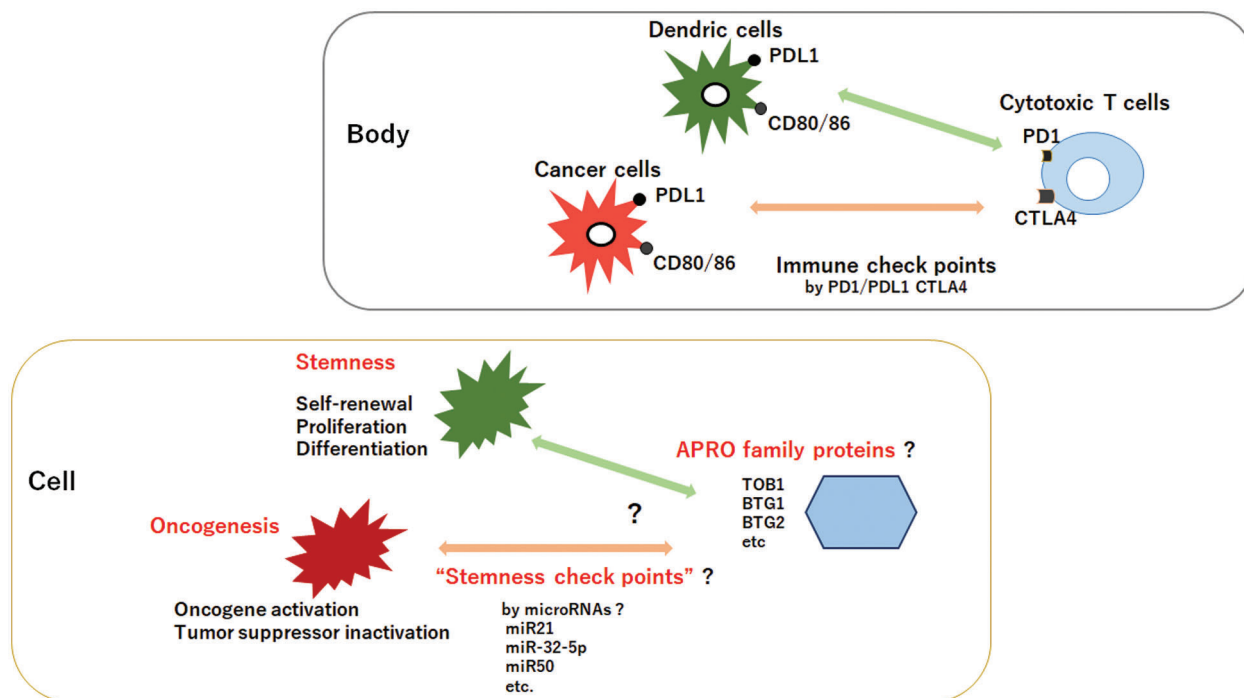 Dendric cells
PDL1
CD80/86
Cytotoxic T cells
PD1
CTLA4
Body
Cancer cells
PDL1
CD80/86
Immune check points
by PD1/PDL1 CTLA4
Stemness
Self-renewal
Proliferation
Differentiation
Cell
APRO family proteins ?
TOB1
BTG1
BTG2
etc
?
Oncogenesis
Oncogene activation
Tumor suppressor inactivation
“Stemness check points” ?
by microRNAs ?
miR21
miR-32-5p
miR50
etc.